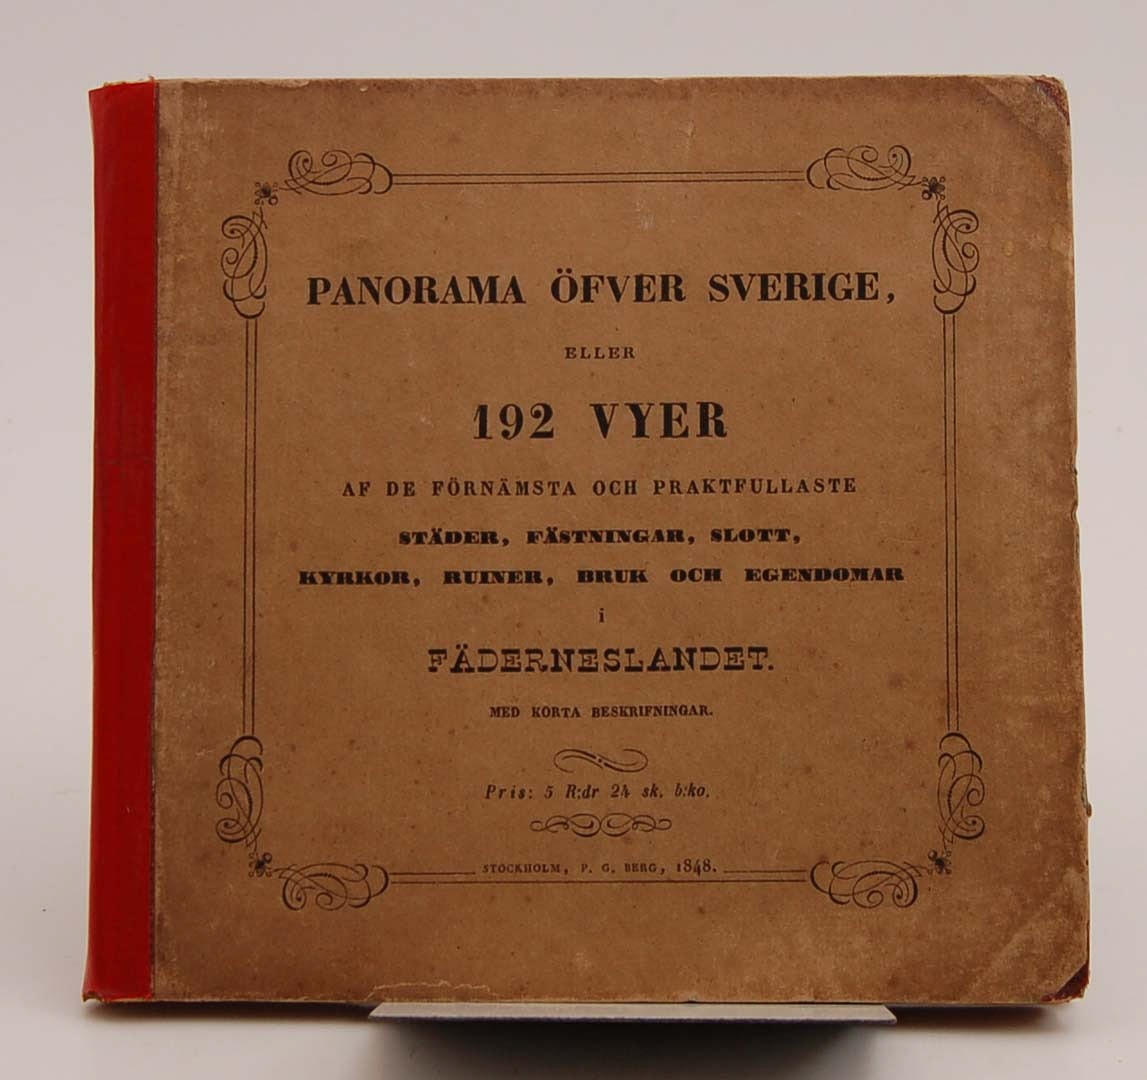 PANORAMA ÖFVER SVERIGE,
ELLER
192 VYER
AF DE FÖRNÄMSTA OCH PRAKTFULLASTE
STÄDER, FÄSTNINGAR, SLOTT,
KYRKOR, RUINER, BRUK OCH EGENDOMAR
i
FÄDERNESLANDET.
MED KORTA BESKRIFNINGAR.
Pris: 5 R:dr 24 sk. b:ko.
STOCKHOLM, P. G. BERG, 1848.